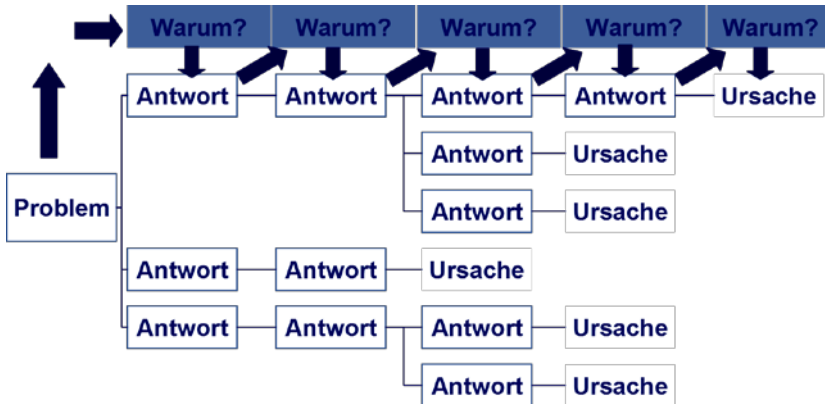 Warum? Warum? Warum? Warum? Warum?
Antwort Antwort Antwort Antwort Ursache
Antwort Ursache
Problem Antwort Ursache
Antwort Antwort Ursache
Antwort Antwort Antwort Ursache
Antwort Ursache